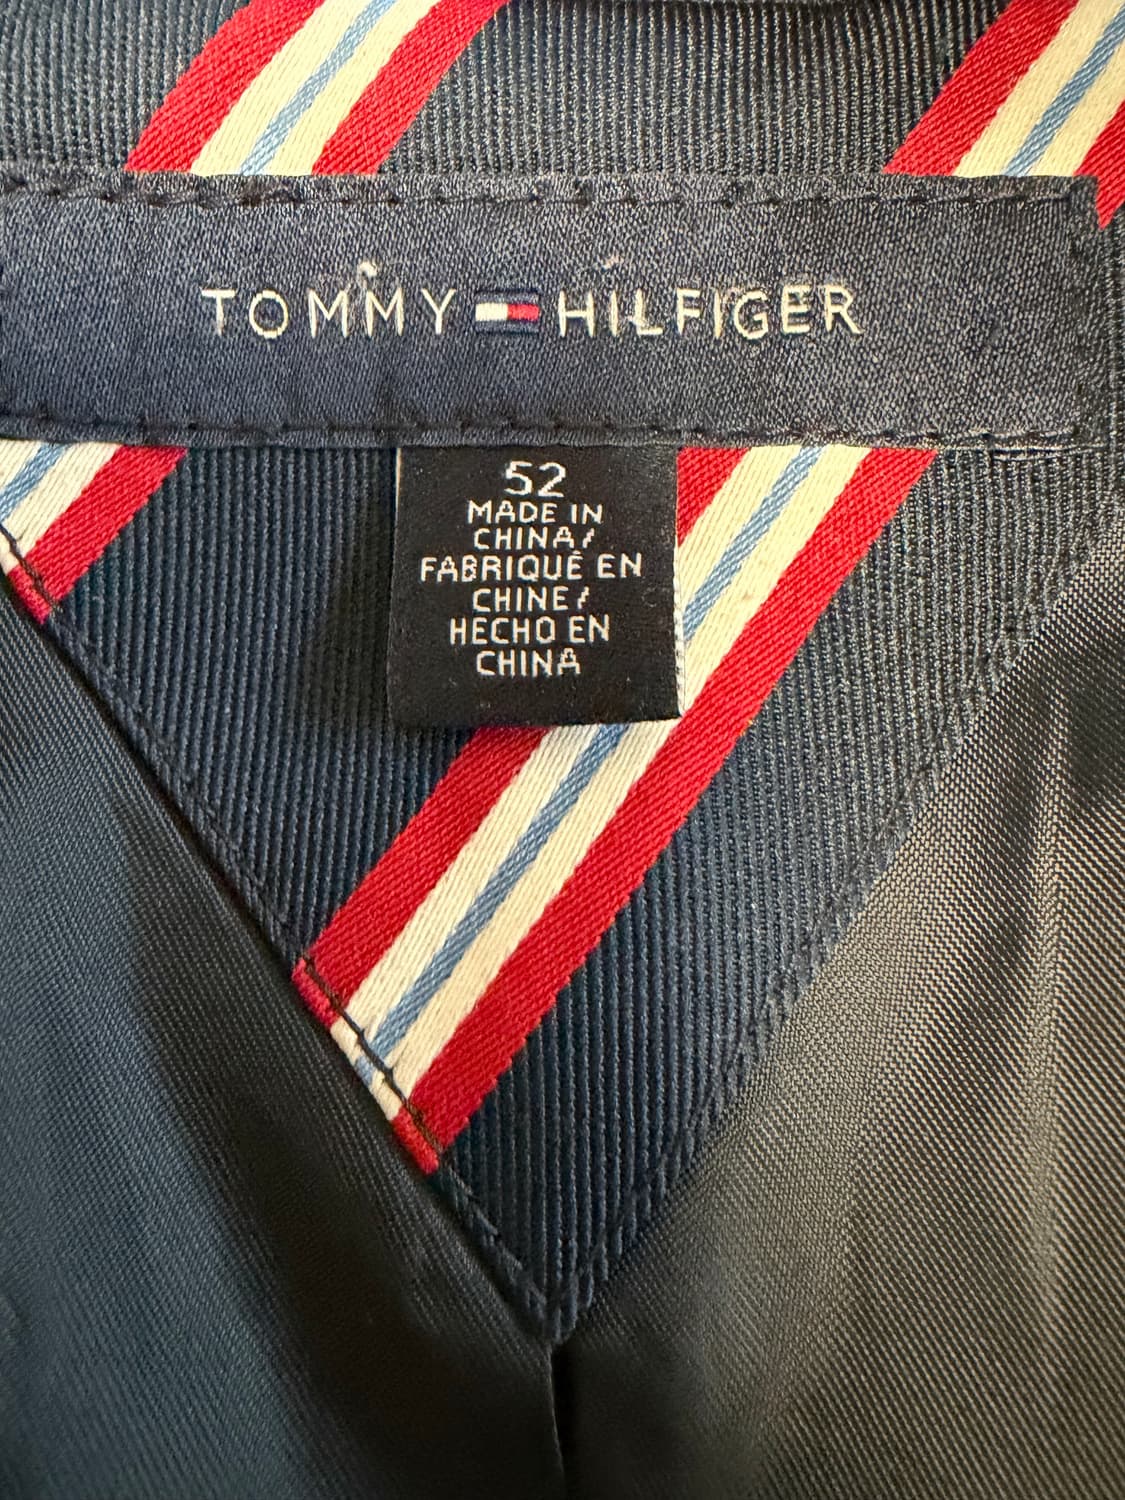 TOMMY HILFIGER
52
MADE IN
CHINA/
FABRIQUÉ EN
CHINE/
HECHO EN
CHINA